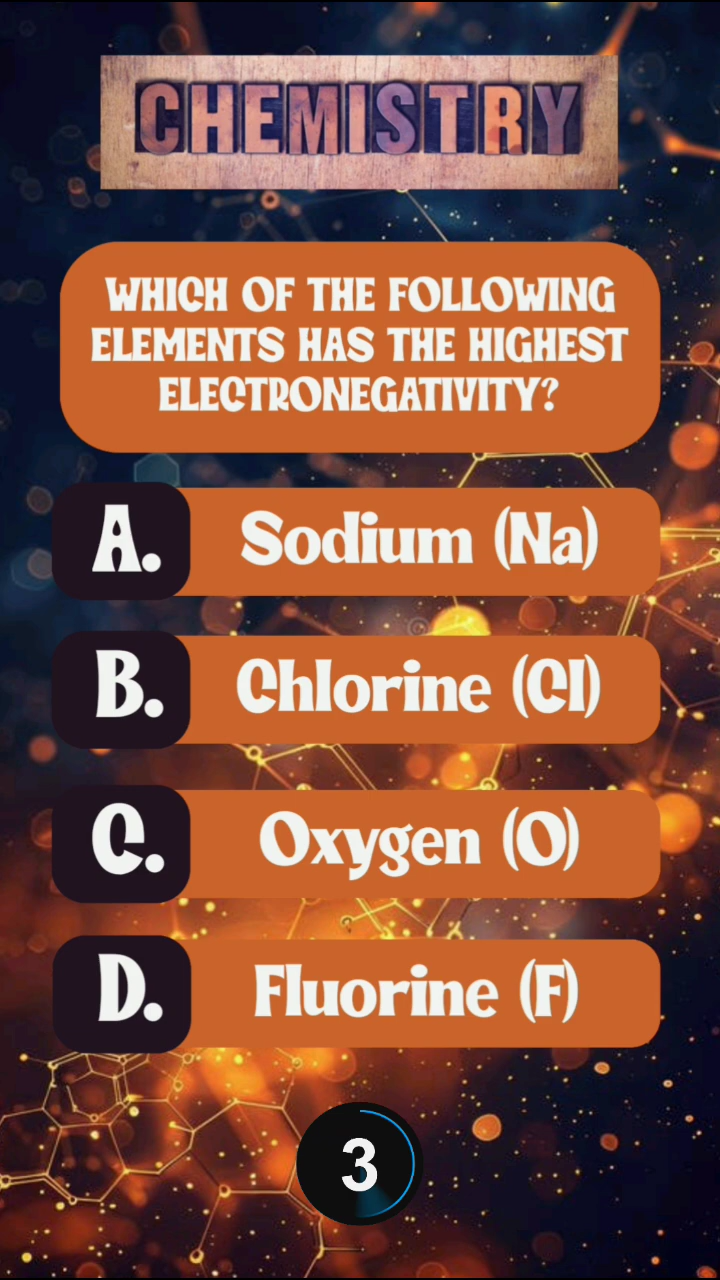 CHEMISTRY
WHICH OF THE FOLLOWING
ELEMENTS HAS THE HIGHEST
ELECTRONEGATIVITY?
A. Sodium (Na)
B. Chlorine (Cl)
C. Oxygen (O)
D. Fluorine (F)
3